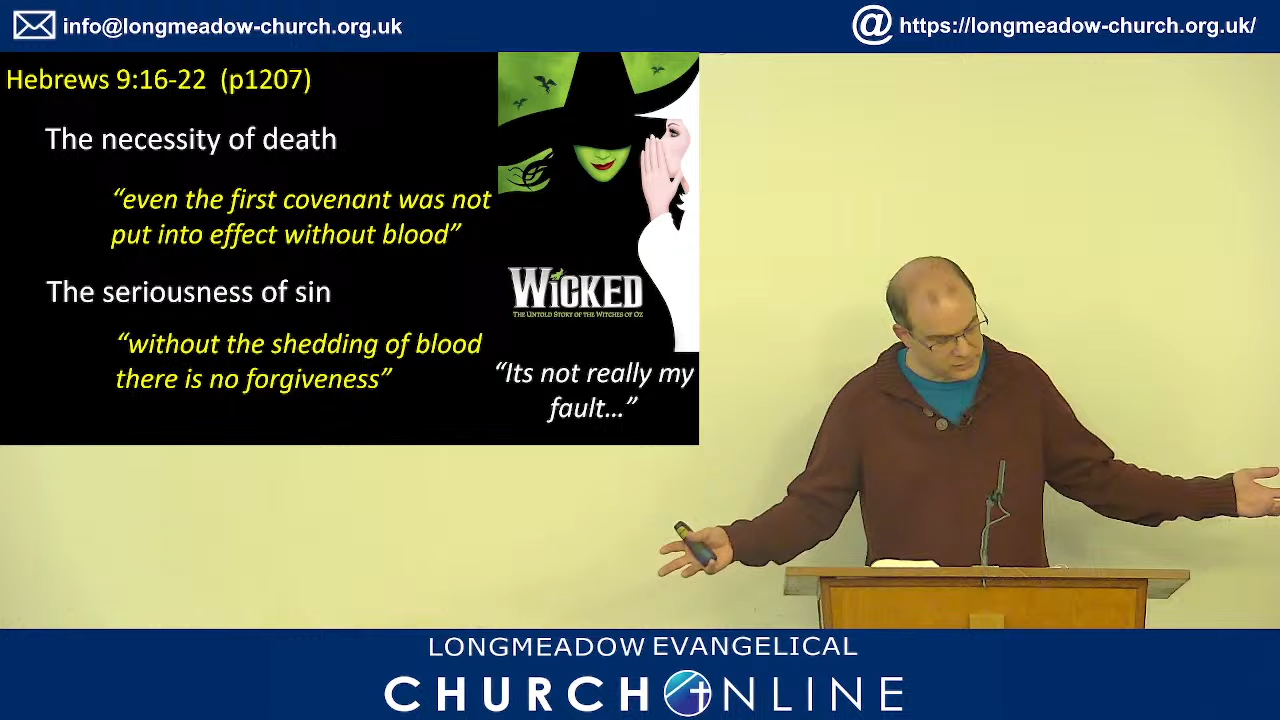 info@longmeadow-church.org.uk
@ https://longmeadow-church.org.uk/
Hebrews 9:16-22 (p1207)
The necessity of death
“even the first covenant was not
put into effect without blood”
The seriousness of sin
“without the shedding of blood
there is no forgiveness”
WICKED
THE UNTOLD STORY OF THE WITCHES OF OZ
“Its not really my
fault...”
LONGMEADOW EVANGELICAL
CHURCH ONLINE